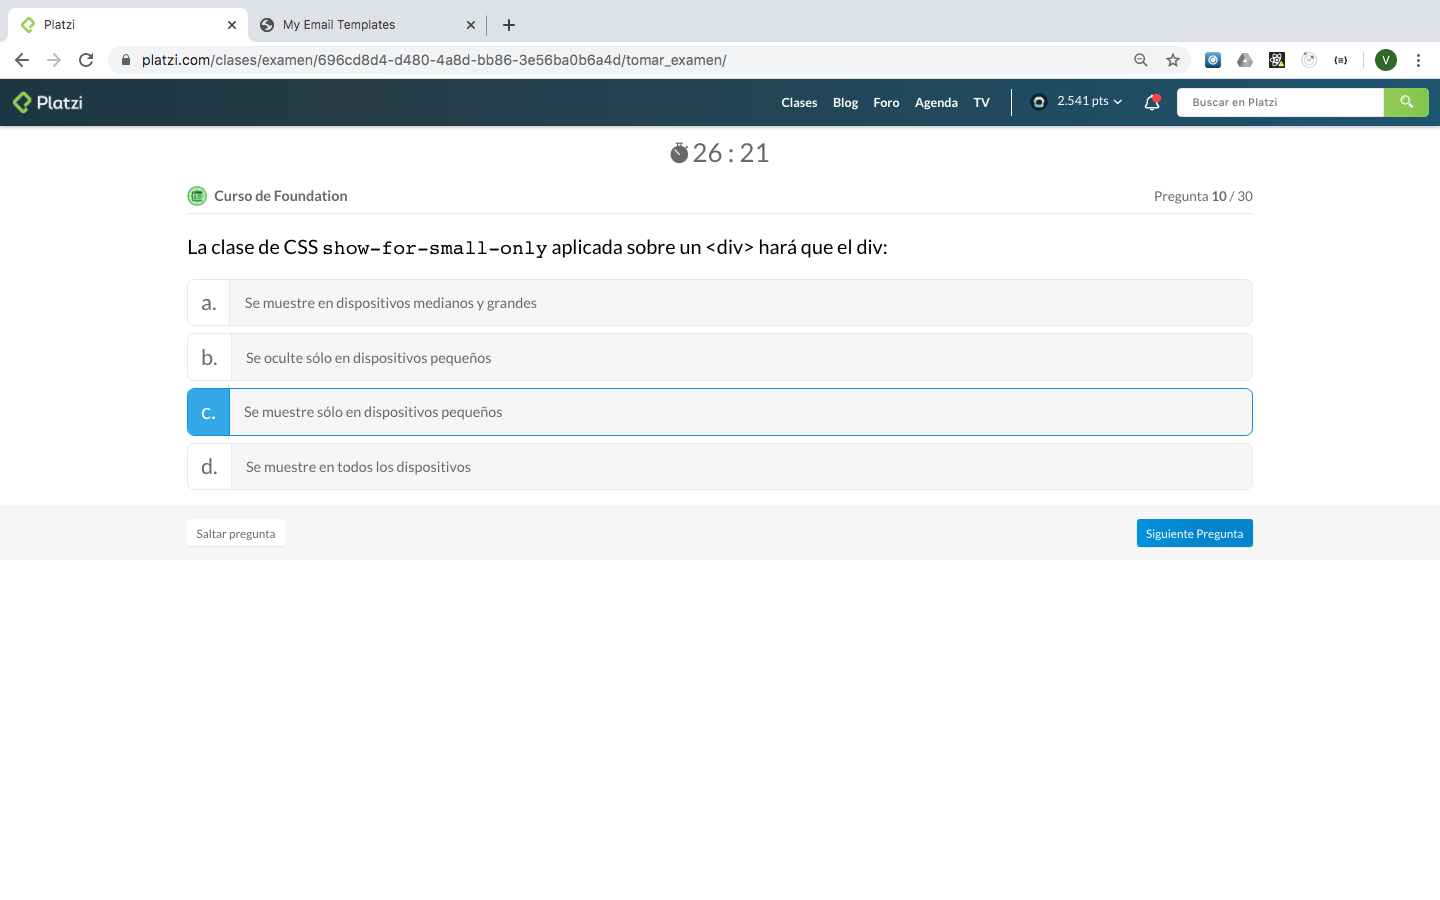 Platzi
My Email Templates
platzi.com/clases/examen/696cd8d4-d480-4a8d-bb86-3e56ba0b6a4d/tomar_examen/
V
Platzi
Clases Blog Foro Agenda TV
2.541 pts
Buscar en Platzi
26 : 21
Curso de Foundation
Pregunta 10 / 30
La clase de CSS show-for-small-only aplicada sobre un <div> hará que el div:
a. Se muestre en dispositivos medianos y grandes
b. Se oculte sólo en dispositivos pequeños
c. Se muestre sólo en dispositivos pequeños
d. Se muestre en todos los dispositivos
Saltar pregunta
Siguiente Pregunta